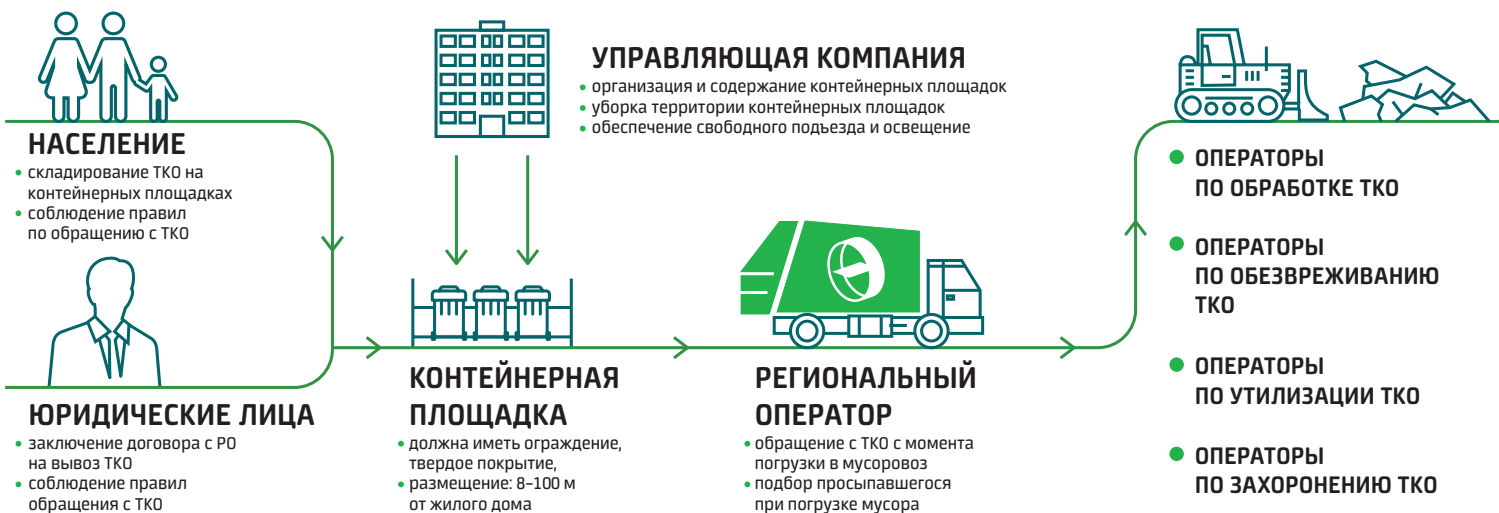 НАСЕЛЕНИЕ
• складирование ТКО на
контейнерных площадках
• соблюдение правил
по обращению с ТКО
ЮРИДИЧЕСКИЕ ЛИЦА
• заключение договора с РО
на вывоз ТКО
• соблюдение правил
обращения с ТКО
УПРАВЛЯЮЩАЯ КОМПАНИЯ
• организация и содержание контейнерных площадок
• уборка территории контейнерных площадок
• обеспечение свободного подъезда и освещение
КОНТЕЙНЕРНАЯ
ПЛОЩАДКА
• должна иметь ограждение,
твердое покрытие,
• размещение: 8–100 м
от жилого дома
РЕГИОНАЛЬНЫЙ
ОПЕРАТОР
• обращение с ТКО с момента
погрузки в мусоровоз
• подбор просыпавшегося
при погрузке мусора
• ОПЕРАТОРЫ
ПО ОБРАБОТКЕ ТКО
• ОПЕРАТОРЫ
ПО ОБЕЗВРЕЖИВАНИЮ
ТКО
• ОПЕРАТОРЫ
ПО УТИЛИЗАЦИИ ТКО
• ОПЕРАТОРЫ
ПО ЗАХОРОНЕНИЮ ТКО